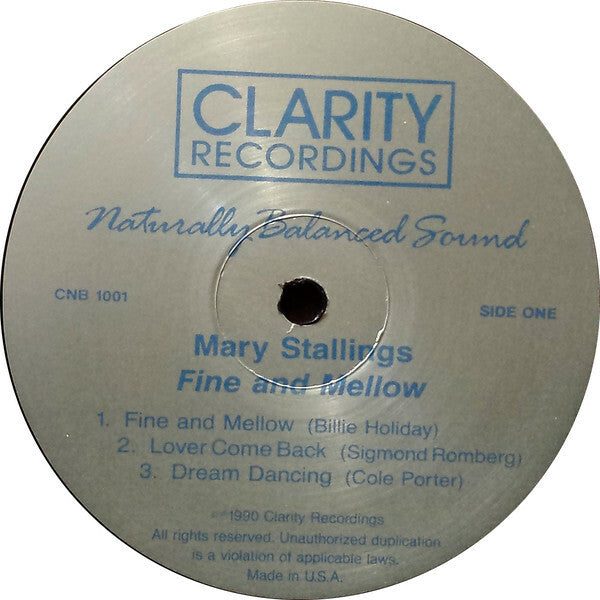 CLARITY
RECORDINGS
Naturally Balanced Sound
CNB 1001
SIDE ONE
Mary Stallings
Fine and Mellow
1. Fine and Mellow (Billie Holiday)
2. Lover Come Back (Sigmond Romberg)
3. Dream Dancing (Cole Porter)
℗©1990 Clarity Recordings
All rights reserved. Unauthorized duplication
is a violation of applicable laws.
Made in U.S.A.